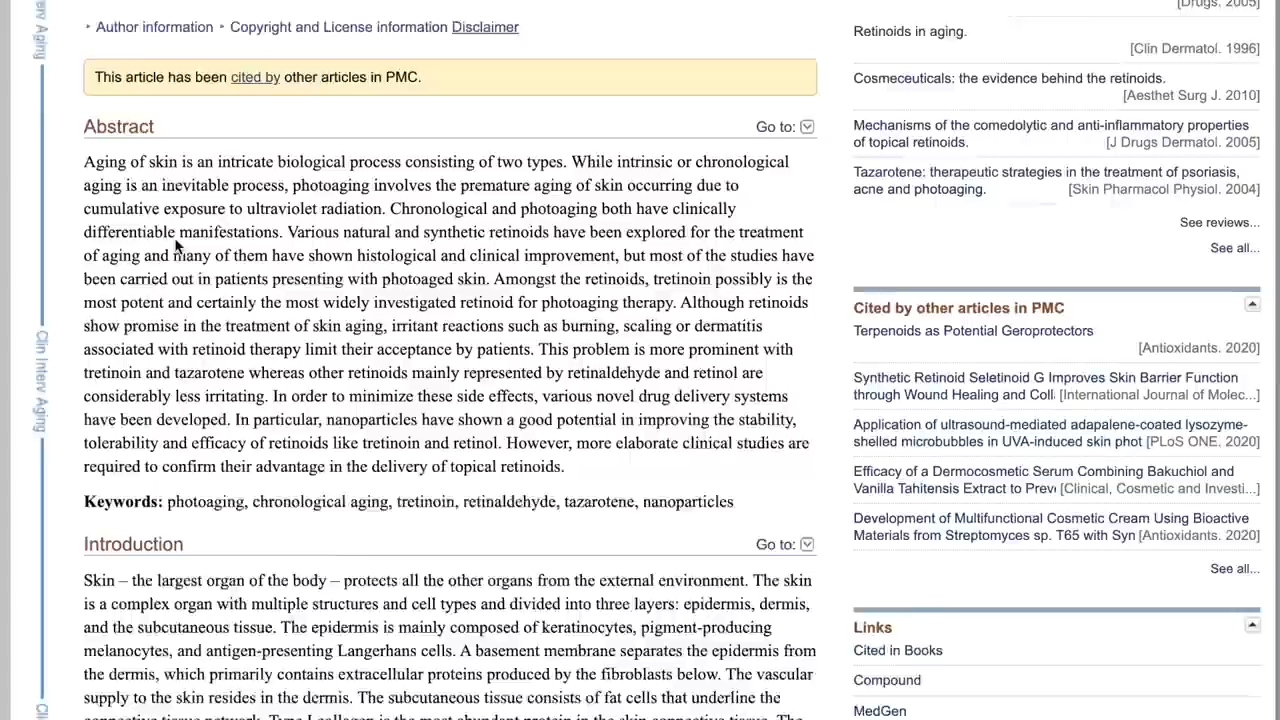 Clin Interv Aging
Author information
Copyright and License information Disclaimer
This article has been cited by other articles in PMC.
Abstract
Go to:
Aging of skin is an intricate biological process consisting of two types. While intrinsic or chronological
aging is an inevitable process, photoaging involves the premature aging of skin occurring due to
cumulative exposure to ultraviolet radiation. Chronological and photoaging both have clinically
differentiable manifestations. Various natural and synthetic retinoids have been explored for the treatment
of aging and many of them have shown histological and clinical improvement, but most of the studies have
been carried out in patients presenting with photoaged skin. Amongst the retinoids, tretinoin possibly is the
most potent and certainly the most widely investigated retinoid for photoaging therapy. Although retinoids
show promise in the treatment of skin aging, irritant reactions such as burning, scaling or dermatitis
associated with retinoid therapy limit their acceptance by patients. This problem is more prominent with
tretinoin and tazarotene whereas other retinoids mainly represented by retinaldehyde and retinol are
considerably less irritating. In order to minimize these side effects, various novel drug delivery systems
have been developed. In particular, nanoparticles have shown a good potential in improving the stability,
tolerability and efficacy of retinoids like tretinoin and retinol. However, more elaborate clinical studies are
required to confirm their advantage in the delivery of topical retinoids.
Keywords: photoaging, chronological aging, tretinoin, retinaldehyde, tazarotene, nanoparticles
Introduction
Go to:
Skin – the largest organ of the body – protects all the other organs from the external environment. The skin
is a complex organ with multiple structures and cell types and divided into three layers: epidermis, dermis,
and the subcutaneous tissue. The epidermis is mainly composed of keratinocytes, pigment-producing
melanocytes, and antigen-presenting Langerhans cells. A basement membrane separates the epidermis from
the dermis, which primarily contains extracellular proteins produced by the fibroblasts below. The vascular
supply to the skin resides in the dermis. The subcutaneous tissue consists of fat cells that underline the
connective tissue network. Type I collagen is the most abundant protein in the skin connective tissue. The
[Drugs. 2005]
Retinoids in aging.
[Clin Dermatol. 1996]
Cosmeceuticals: the evidence behind the retinoids.
[Aesthet Surg J. 2010]
Mechanisms of the comedolytic and anti-inflammatory properties
of topical retinoids. [J Drugs Dermatol. 2005]
Tazarotene: therapeutic strategies in the treatment of psoriasis,
acne and photoaging. [Skin Pharmacol Physiol. 2004]
See reviews...
See all...
Cited by other articles in PMC
Terpenoids as Potential Geroprotectors
[Antioxidants. 2020]
Synthetic Retinoid Seletinoid G Improves Skin Barrier Function
through Wound Healing and Coll [International Journal of Molec...]
Application of ultrasound-mediated adapalene-coated lysozyme-
shelled microbubbles in UVA-induced skin phot [PLoS ONE. 2020]
Efficacy of a Dermocosmetic Serum Combining Bakuchiol and
Vanilla Tahitensis Extract to Preve [Clinical, Cosmetic and Investi...]
Development of Multifunctional Cosmetic Cream Using Bioactive
Materials from Streptomyces sp. T65 with Syn [Antioxidants. 2020]
See all...
Links
Cited in Books
Compound
MedGen